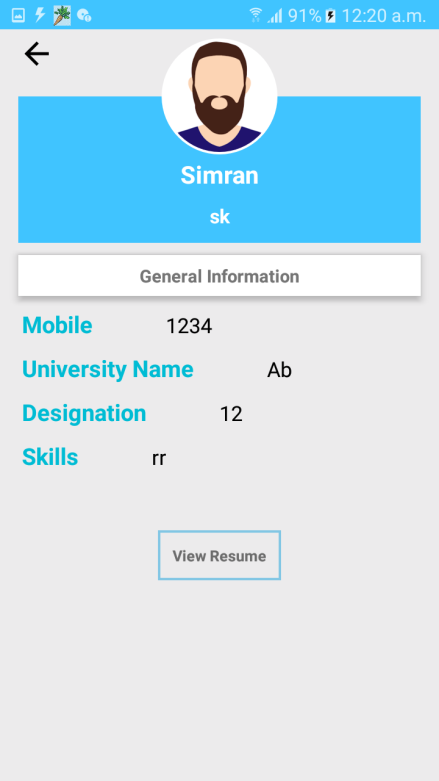 91% 12:20 a.m.
Simran
sk
General Information
Mobile 1234
University Name Ab
Designation 12
Skills rr
View Resume